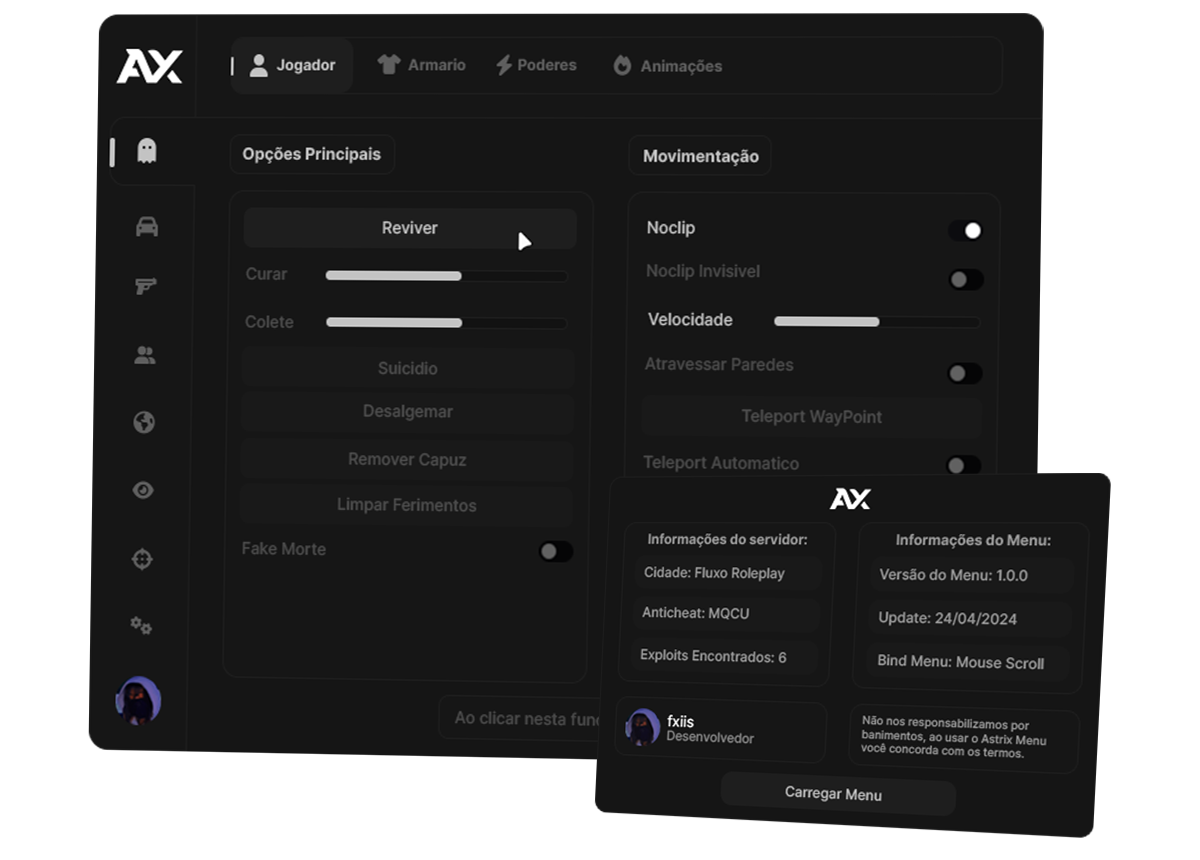 AX
Jogador
Armario
Poderes
Animações
Opções Principais
Reviver
Curar
Colete
Suicidio
Desalgemar
Remover Capuz
Limpar Ferimentos
Fake Morte
Movimentação
Noclip
Noclip Invisivel
Velocidade
Atravessar Paredes
Teleport WayPoint
Teleport Automatico
Ao clicar nesta
AX
Informações do servidor:
Cidade: Fluxo Roleplay
Anticheat: MQCU
Exploits Encontrados: 6
Informações do Menu:
Versão do Menu: 1.0.0
Update: 24/04/2024
Bind Menu: Mouse Scroll
fxiis
Desenvolvedor
Não nos responsabilizamos por
banimentos, ao usar o Astrix Menu
você concorda com os termos.
Carregar Menu